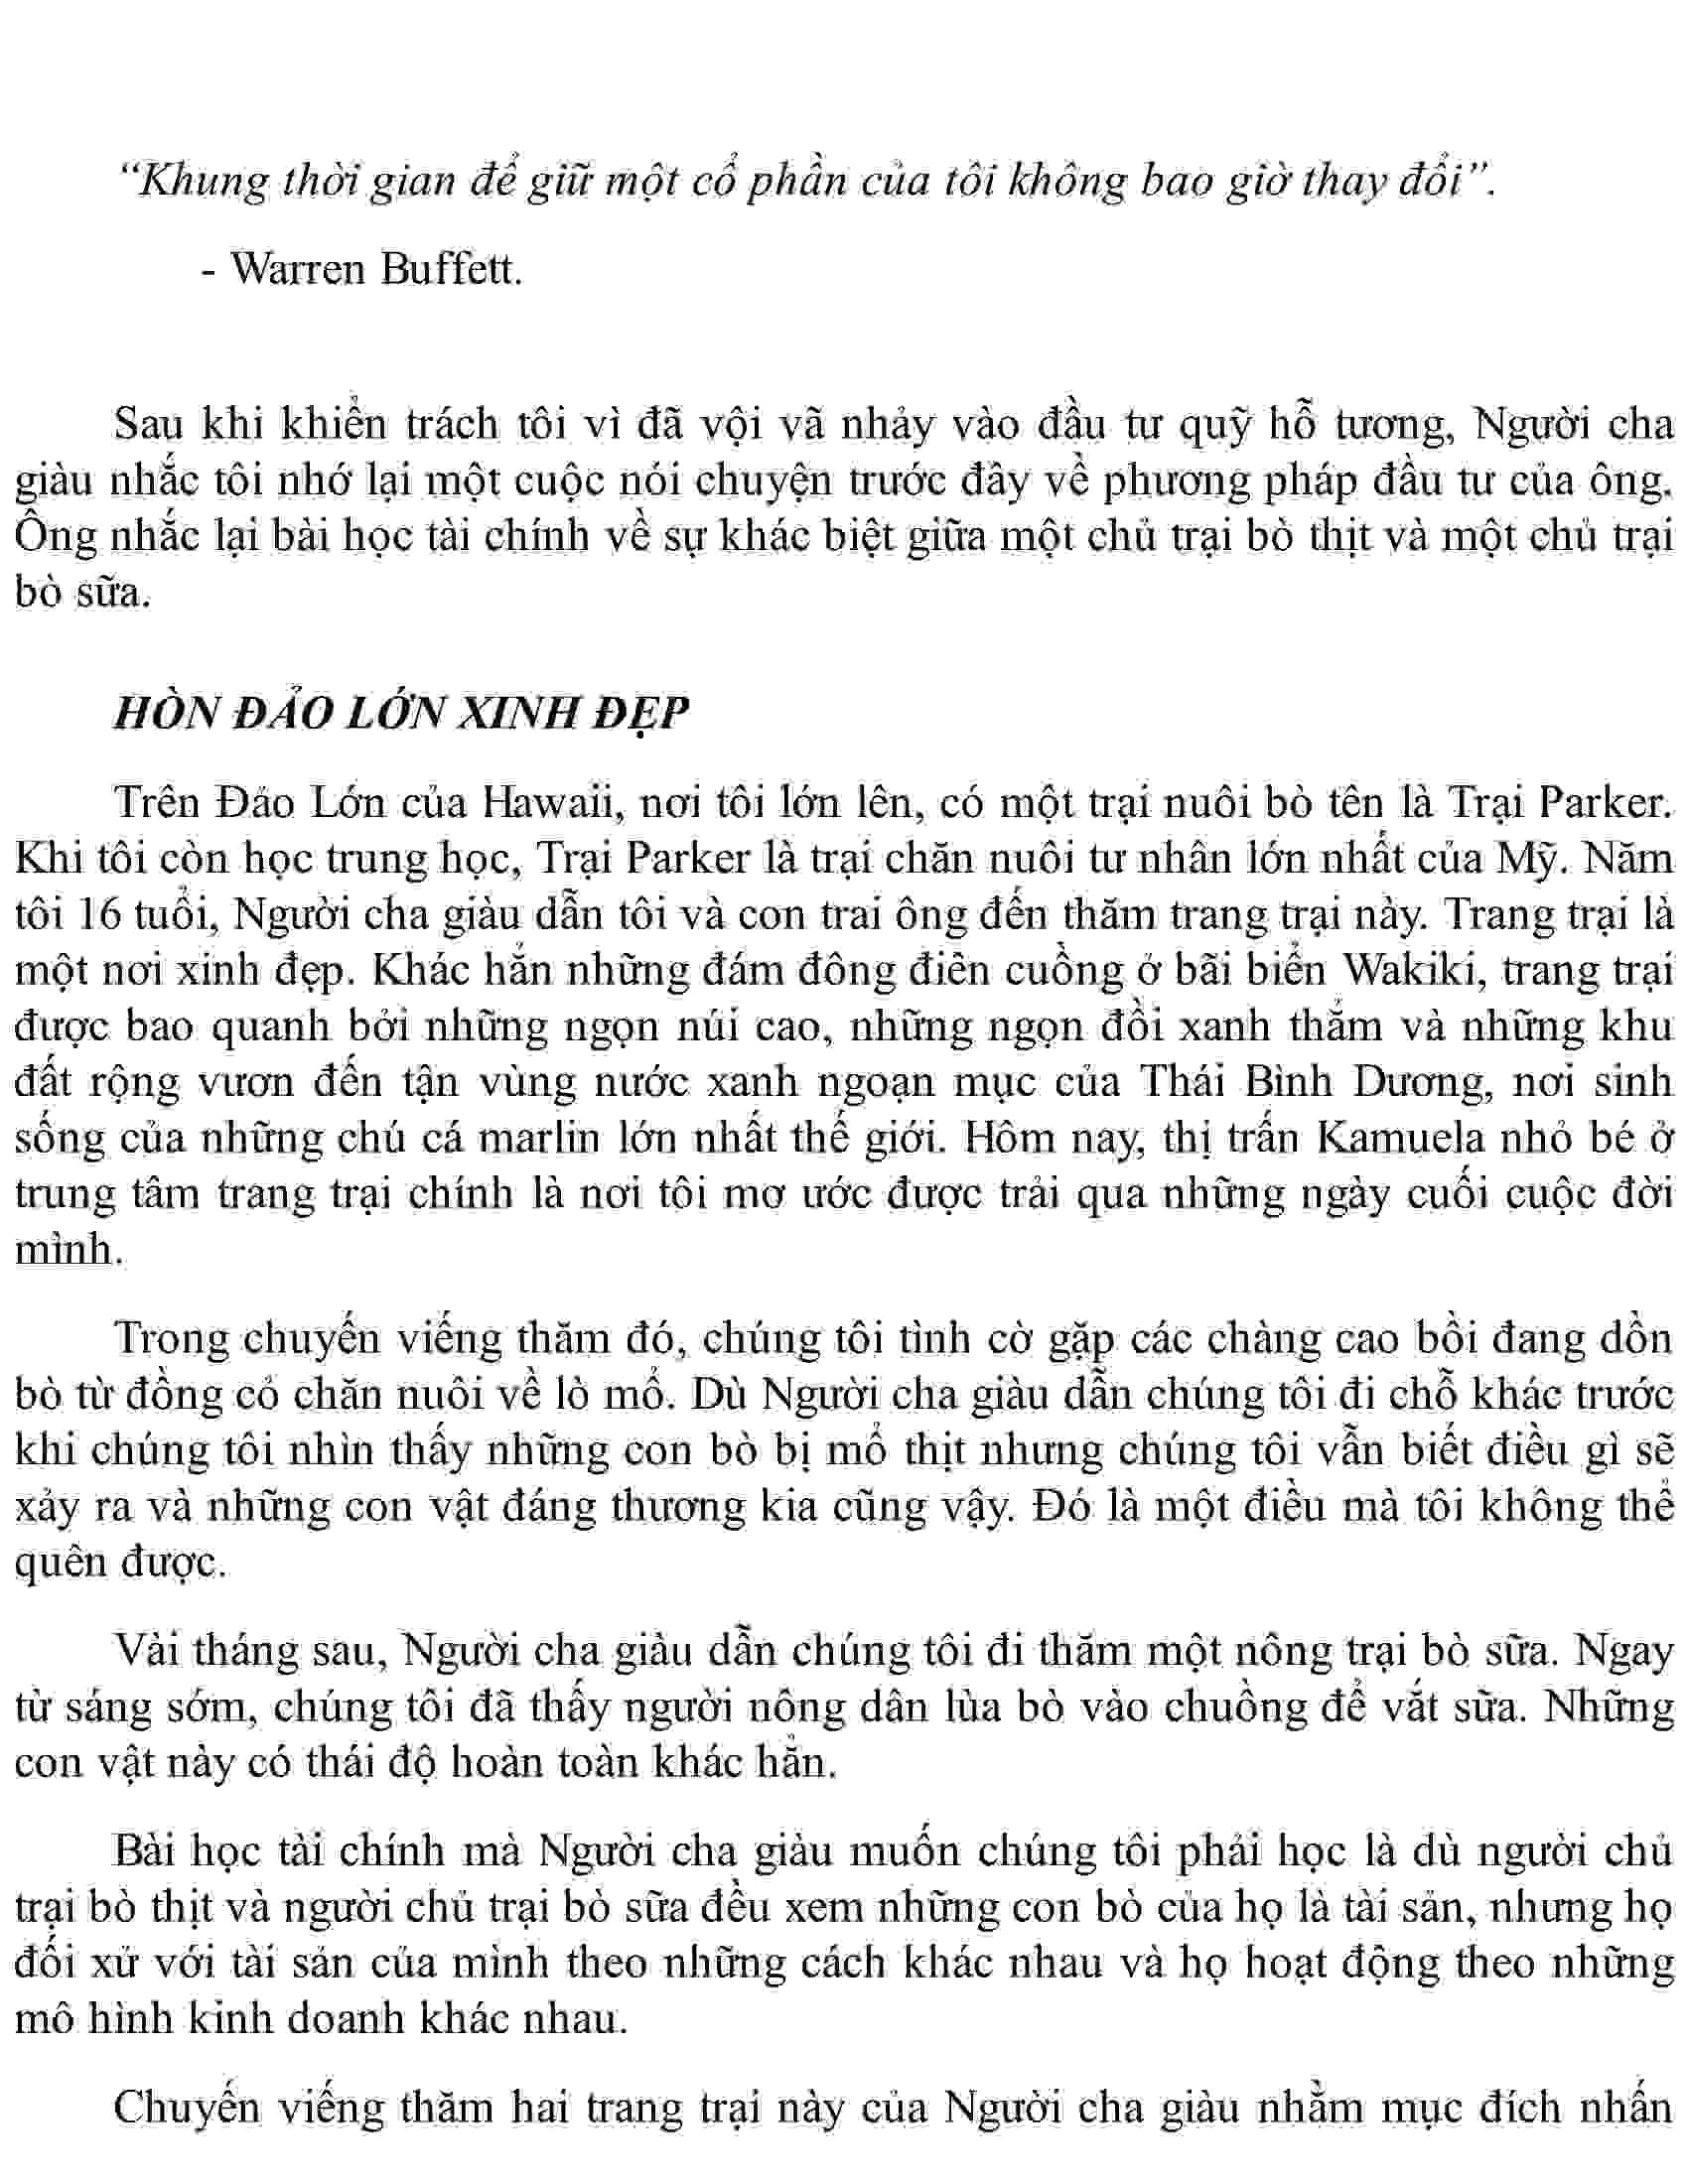 “Khung thời gian để giữ một cổ phần của tôi không bao giờ thay đổi”.
- Warren Buffett.
Sau khi khiển trách tôi vì đã vội vã nhảy vào đầu tư quỹ hỗ tương, Người cha
giàu nhắc tôi nhớ lại một cuộc nói chuyện trước đây về phương pháp đầu tư của ông.
Ông nhắc lại bài học tài chính về sự khác biệt giữa một chủ trại bò thịt và một chủ trại
bò sữa.
HÒN ĐẢO LỚN XINH ĐẸP
Trên Đảo Lớn của Hawaii, nơi tôi lớn lên, có một trại nuôi bò tên là Trại Parker.
Khi tôi còn học trung học, Trại Parker là trại chăn nuôi tư nhân lớn nhất của Mỹ. Năm
tôi 16 tuổi, Người cha giàu dẫn tôi và con trai ông đến thăm trang trại này. Trang trại là
một nơi xinh đẹp. Khác hẳn những đám đông điên cuồng ở bãi biển Wakiki, trang trại
được bao quanh bởi những ngọn núi cao, những ngọn đồi xanh thẳm và những khu
đất rộng vươn đến tận vùng nước xanh ngoạn mục của Thái Bình Dương, nơi sinh
sống của những chú cá marlin lớn nhất thế giới. Hôm nay, thị trấn Kamuela nhỏ bé ở
trung tâm trang trại chính là nơi tôi mơ ước được trải qua những ngày cuối cuộc đời
mình.
Trong chuyến viếng thăm đó, chúng tôi tình cờ gặp các chàng cao bồi đang dồn
bò từ đồng cỏ chăn nuôi về lò mổ. Dù Người cha giàu dẫn chúng tôi đi chỗ khác trước
khi chúng tôi nhìn thấy những con bò bị mổ thịt nhưng chúng tôi vẫn biết điều gì sẽ
xảy ra và những con vật đáng thương kia cũng vậy. Đó là một điều mà tôi không thể
quên được.
Vài tháng sau, Người cha giàu dẫn chúng tôi đi thăm một nông trại bò sữa. Ngay
từ sáng sớm, chúng tôi đã thấy người nông dân lùa bò vào chuồng để vắt sữa. Những
con vật này có thái độ hoàn toàn khác hẳn.
Bài học tài chính mà Người cha giàu muốn chúng tôi phải học là dù người chủ
trại bò thịt và người chủ trại bò sữa đều xem những con bò của họ là tài sản, nhưng họ
đối xử với tài sản của mình theo những cách khác nhau và họ hoạt động theo những
mô hình kinh doanh khác nhau.
Chuyến viếng thăm hai trang trại này của Người cha giàu nhằm mục đích nhấn